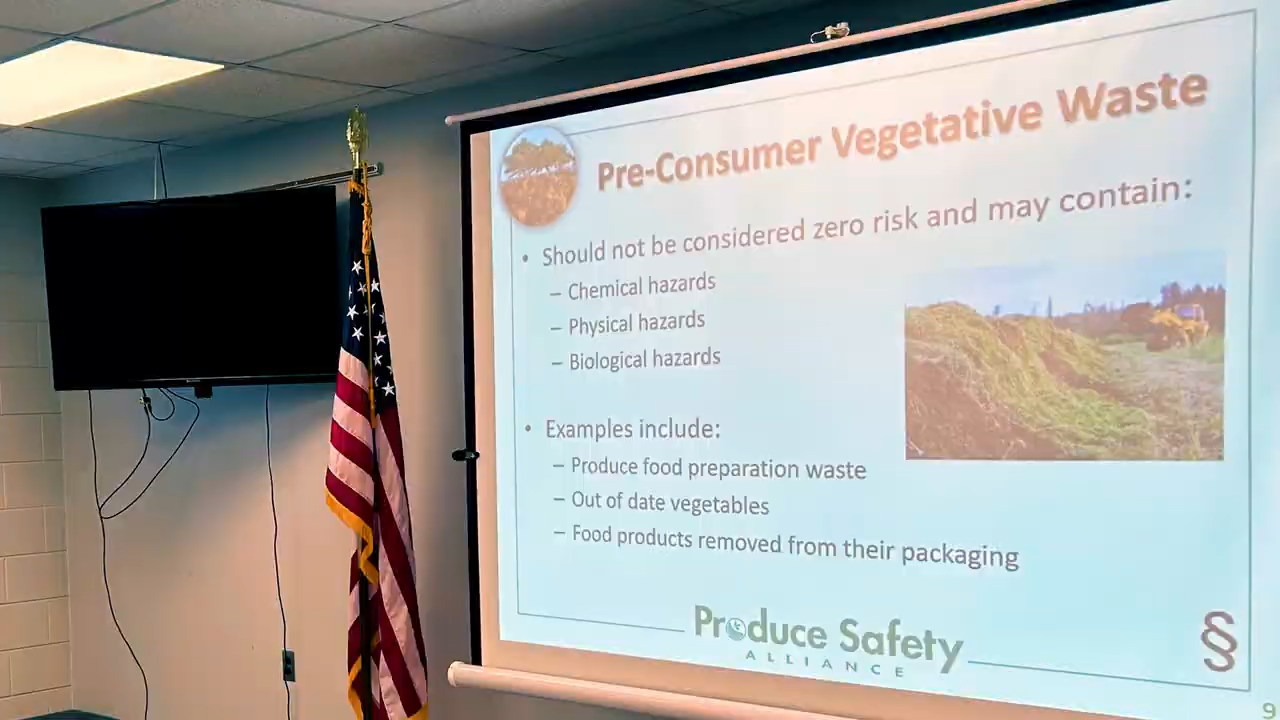 Pre-Consumer Vegetative Waste
• Should not be considered zero risk and may contain:
– Chemical hazards
– Physical hazards
– Biological hazards
• Examples include:
– Produce food preparation waste
– Out of date vegetables
– Food products removed from their packaging
Produce Safety
ALLIANCE
§
9